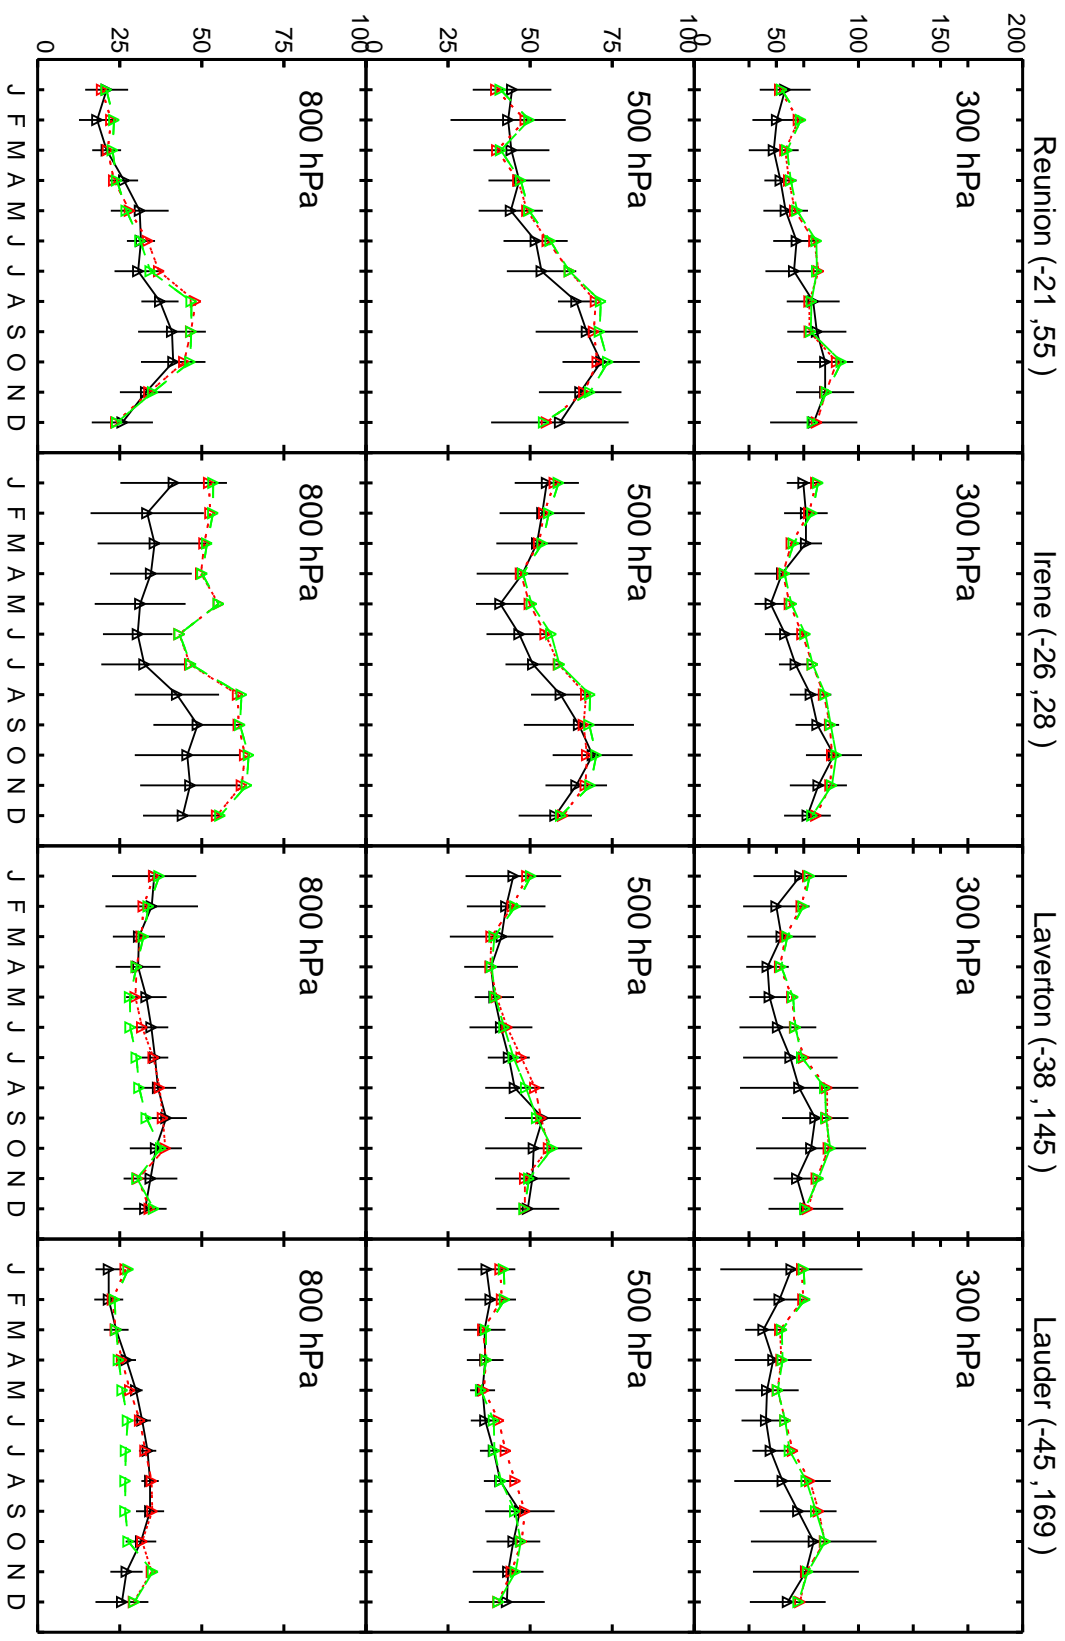 Reunion (-21 ,55)
Irene (-26 ,28 )
Laverton (-38 ,145 )
Lauder (-45 ,169 )
200
150
100
50
0
300 hPa
300 hPa
300 hPa
300 hPa
100
75
50
25
0
500 hPa
500 hPa
500 hPa
500 hPa
100
75
50
25
0
800 hPa
800 hPa
800 hPa
800 hPa
J F M A M J J A S O N D
J F M A M J J A S O N D
J F M A M J J A S O N D
J F M A M J J A S O N D